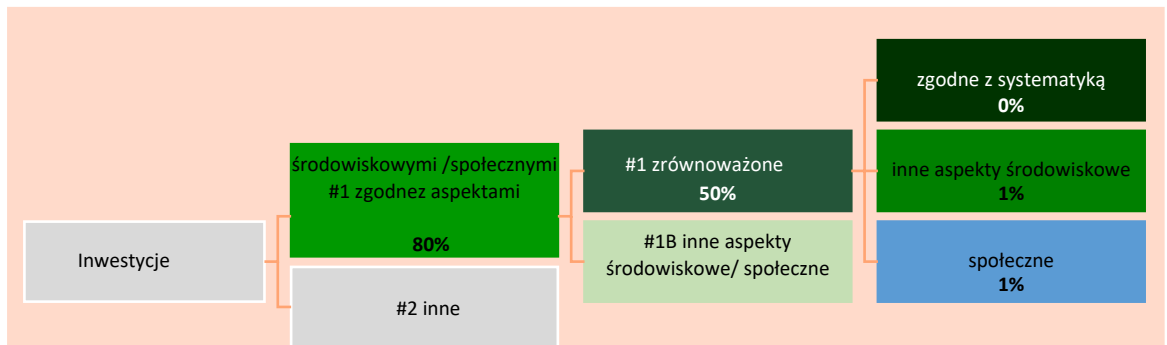 Inwestycje
środowiskowymi /społecznymi
#1 zgodnez aspektami
80%
#2 inne
#1 zrównoważone
50%
#1B inne aspekty
środowiskowe/ społeczne
zgodne z systematyką
0%
inne aspekty środowiskowe
1%
społeczne
1%